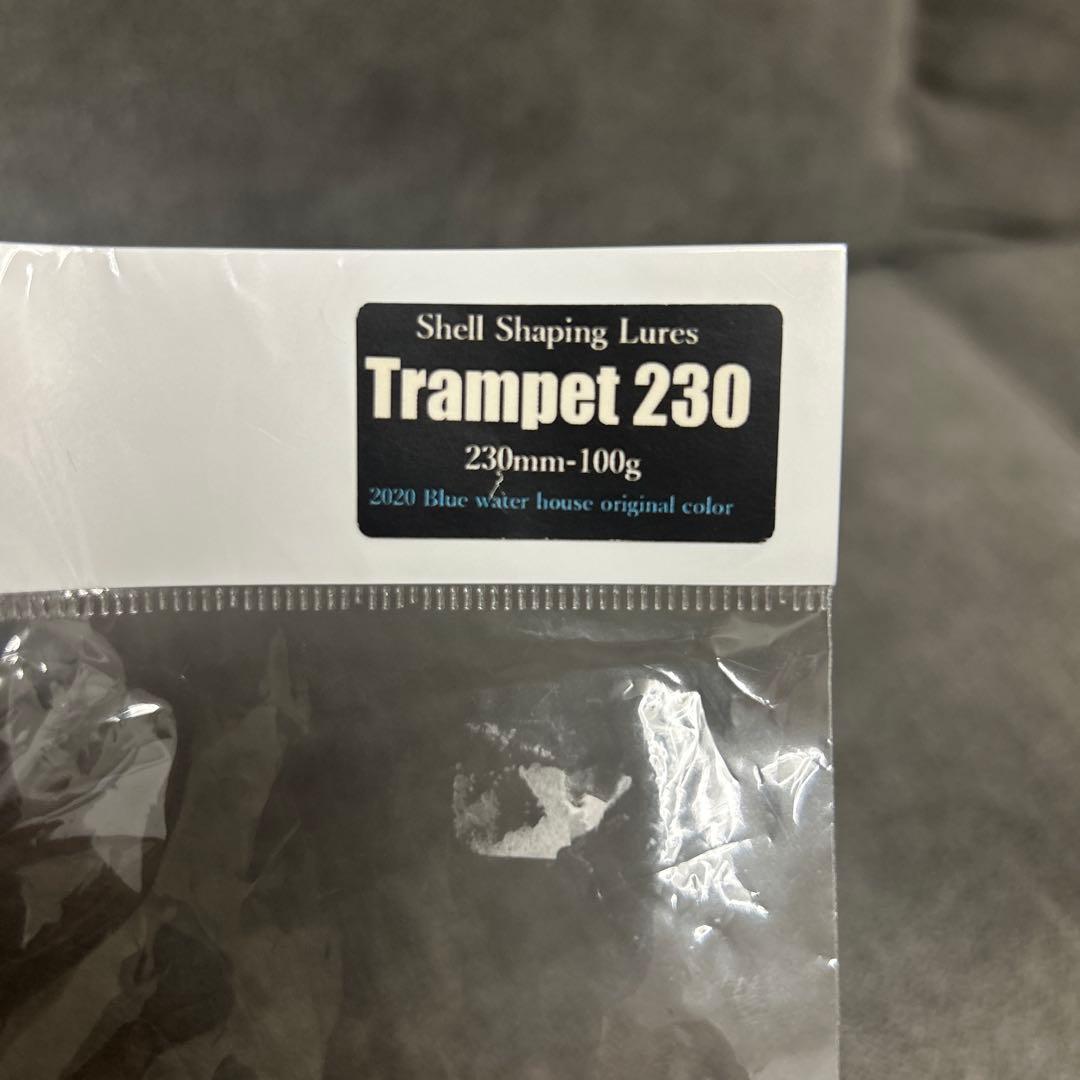 Shell Shaping Lures
Trampet 230
230mm-100g
2020 Blue water house original color